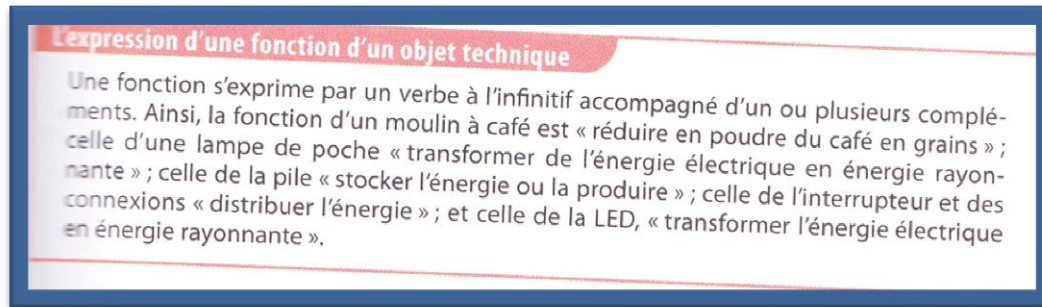 L'expression d'une fonction d'un objet technique
Une fonction s'exprime par un verbe à l'infinitif accompagné d'un ou plusieurs complé-
ments. Ainsi, la fonction d'un moulin à café est « réduire en poudre du café en grains » ;
celle d'une lampe de poche « transformer de l'énergie électrique en énergie rayon-
nante » ; celle de la pile « stocker l'énergie ou la produire » ; celle de l'interrupteur et des
connexions « distribuer l'énergie » ; et celle de la LED, « transformer l'énergie électrique
en énergie rayonnante ».